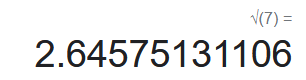 √(7) =
2.64575131106